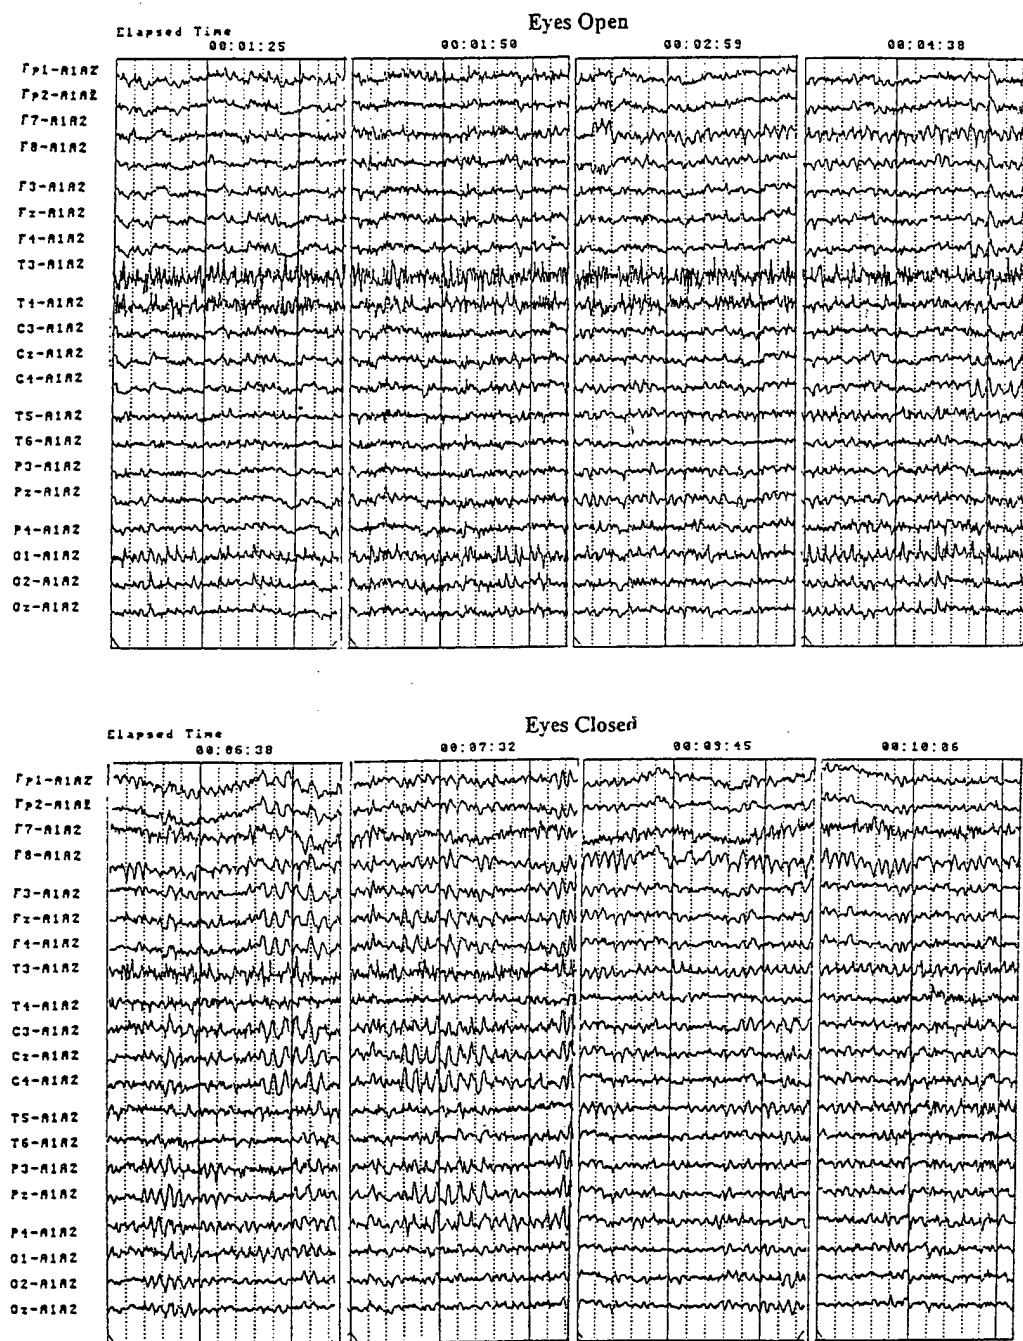 Eyes Open
Elapsed Time
00:01:25 00:01:50 00:02:59 00:04:38
Fp1-A1A2
Fp2-A1A2
F7-A1A2
F8-A1A2
F3-A1A2
Fz-A1A2
F4-A1A2
T3-A1A2
T4-A1A2
C3-A1A2
Cz-A1A2
C4-A1A2
T5-A1A2
T6-A1A2
P3-A1A2
Pz-A1A2
P4-A1A2
O1-A1A2
O2-A1A2
Oz-A1A2
Eyes Closed
Elapsed Time
00:06:38 00:07:32 00:09:45 00:10:06
Fp1-A1A2
Fp2-A1A2
F7-A1A2
F8-A1A2
F3-A1A2
Fz-A1A2
F4-A1A2
T3-A1A2
T4-A1A2
C3-A1A2
Cz-A1A2
C4-A1A2
T5-A1A2
T6-A1A2
P3-A1A2
Pz-A1A2
P4-A1A2
O1-A1A2
O2-A1A2
Oz-A1A2